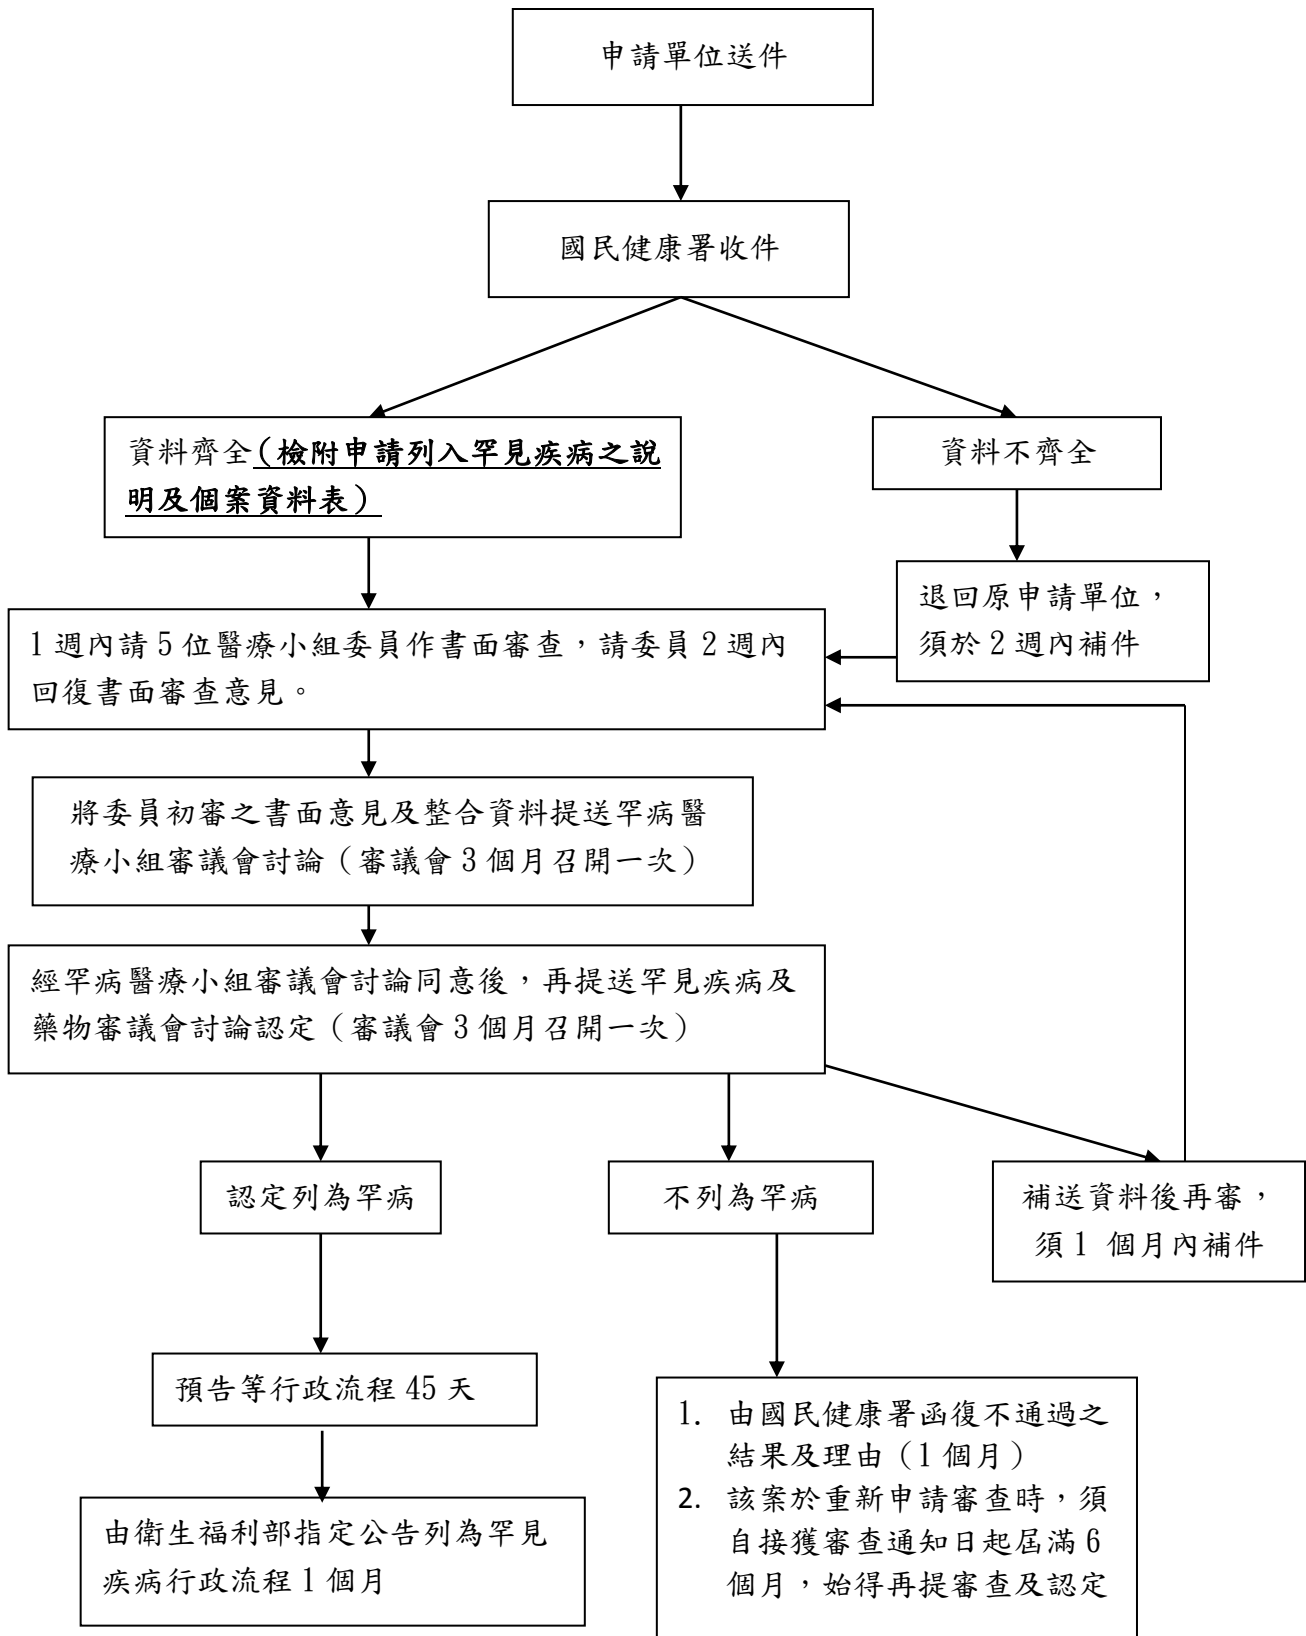 申請單位送件
國民健康署收件
資料齊全(檢附申請列入罕見疾病之說
明及個案資料表)
資料不齊全
退回原申請單位，
須於2週內補件
1週內請5位醫療小組委員作書面審查，請委員2週內
回復書面審查意見。
將委員初審之書面意見及整合資料提送罕病醫
療小組審議會討論（審議會3個月召開一次）
經罕病醫療小組審議會討論同意後，再提送罕見疾病及
藥物審議會討論認定（審議會3個月召開一次）
認定列為罕病
不列為罕病
補送資料後再審，
須1 個月內補件
預告等行政流程45天
由衛生福利部指定公告列為罕見
疾病行政流程1個月
1. 由國民健康署函復不通過之
結果及理由（1個月）
2. 該案於重新申請審查時，須
自接獲審查通知日起屆滿6
個月，始得再提審查及認定